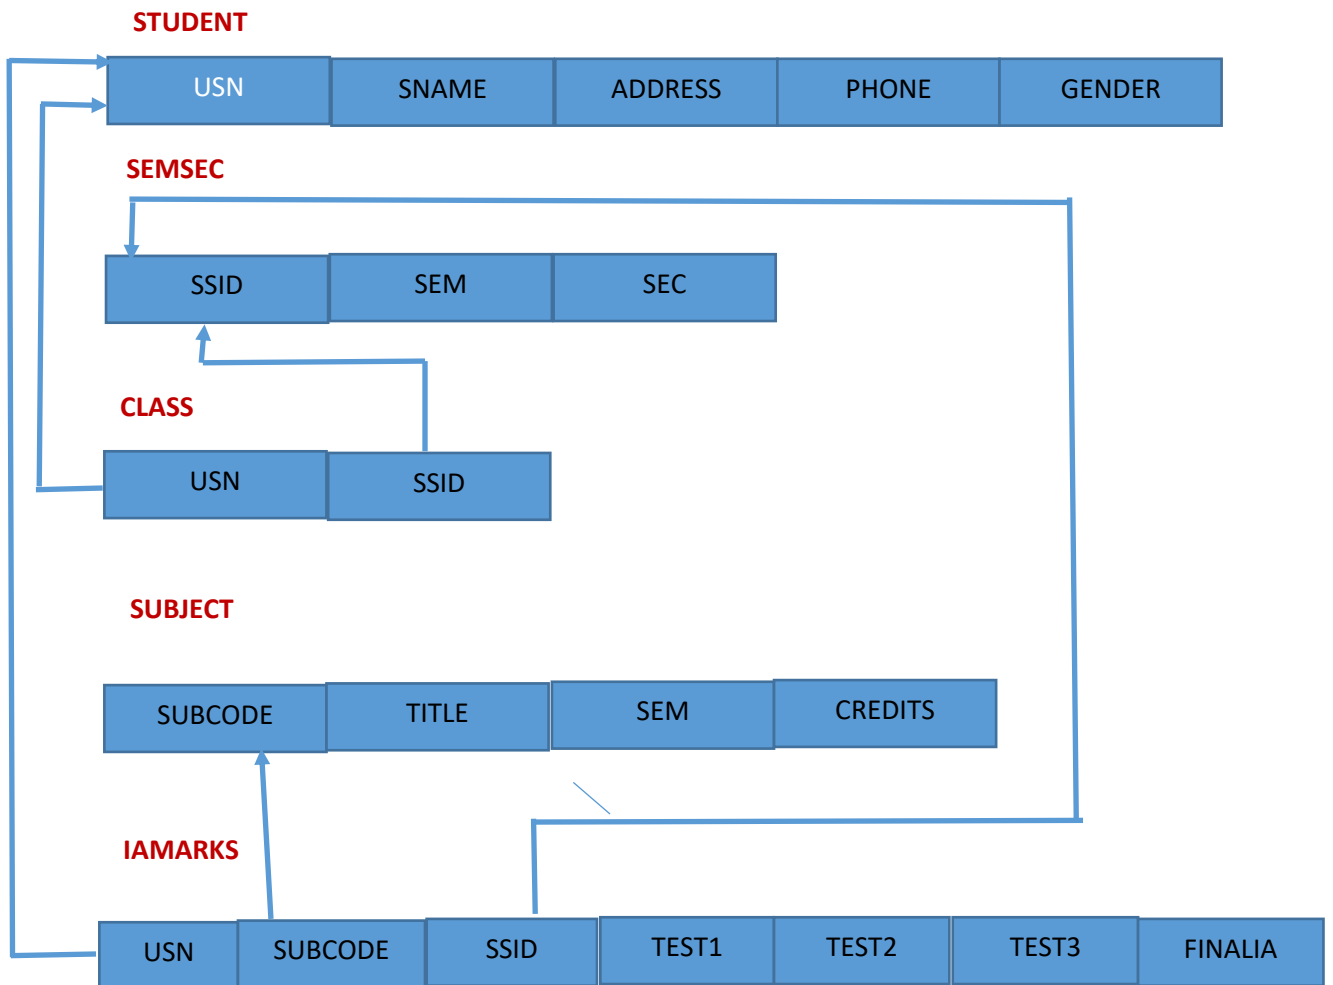 STUDENT
USN SNAME ADDRESS PHONE GENDER
SEMSEC
SSID SEM SEC
CLASS
USN SSID
SUBJECT
SUBCODE TITLE SEM CREDITS
IAMARKS
USN SUBCODE SSID TEST1 TEST2 TEST3 FINALIA